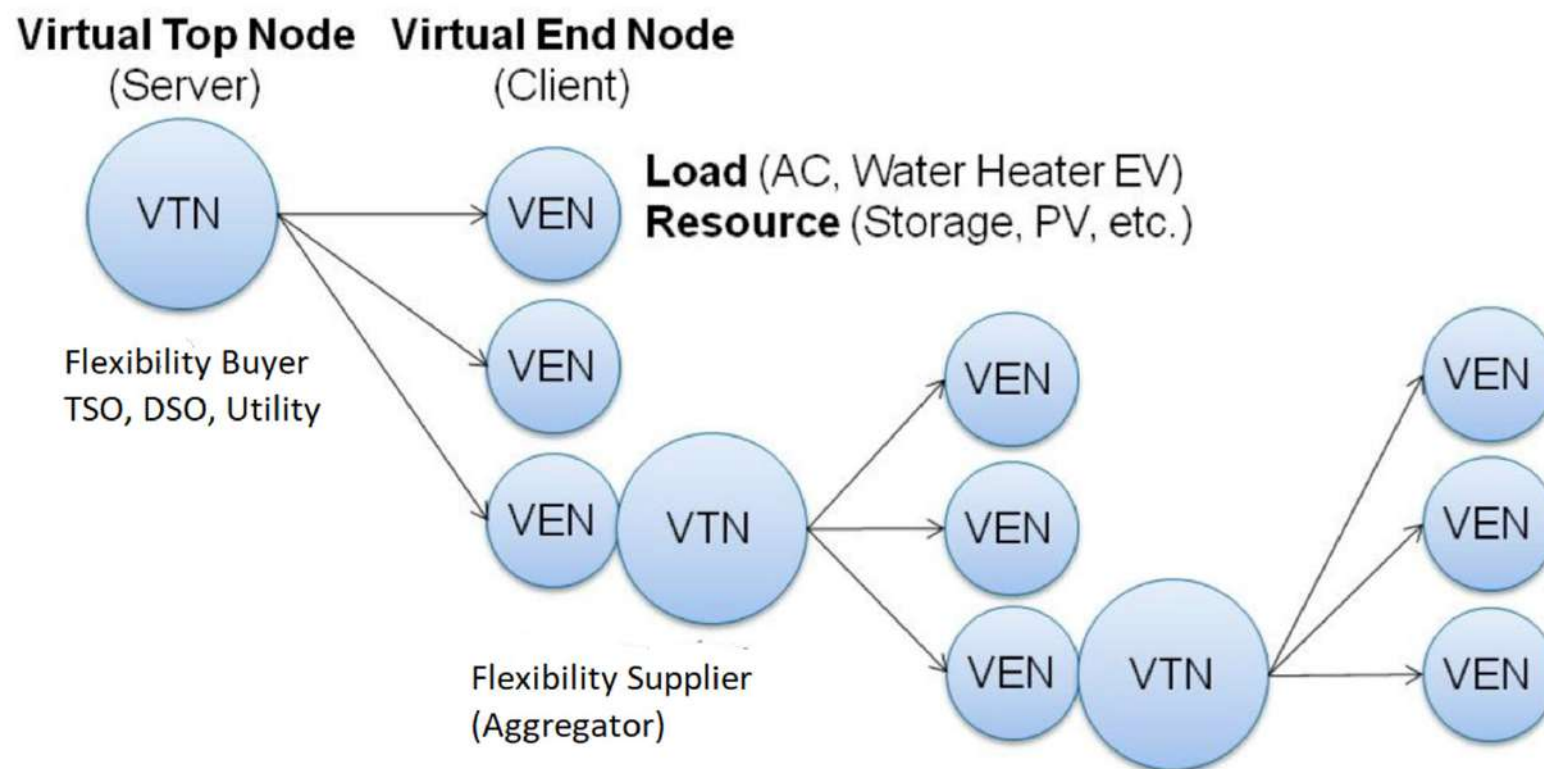 Virtual Top Node
(Server)
Virtual End Node
(Client)
VTN
VEN
Load (AC, Water Heater EV)
Resource (Storage, PV, etc.)
Flexibility Buyer
TSO, DSO, Utility
VEN
VEN
VTN
Flexibility Supplier
(Aggregator)
VEN
VEN
VEN
VTN
VEN
VEN
VEN